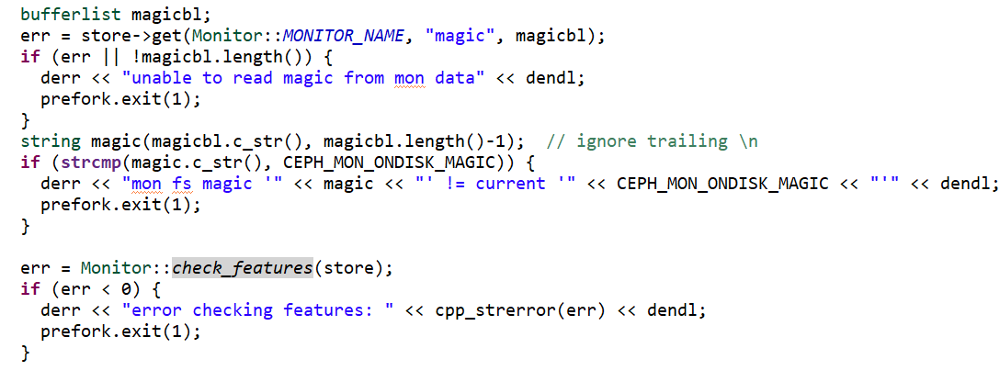 bufferlist magicbl;
err = store->get(Monitor::MONITOR_NAME, "magic", magicbl);
if (err || !magicbl.length()) {
  derr << "unable to read magic from mon data" << dendl;
  prefork.exit(1);
}
string magic(magicbl.c_str(), magicbl.length()-1);  // ignore trailing \n
if (strcmp(magic.c_str(), CEPH_MON_ONDISK_MAGIC)) {
  derr << "mon fs magic '" << magic << "' != current '" << CEPH_MON_ONDISK_MAGIC << "'" << dendl;
  prefork.exit(1);
}

err = Monitor::check_features(store);
if (err < 0) {
  derr << "error checking features: " << cpp_strerror(err) << dendl;
  prefork.exit(1);
}